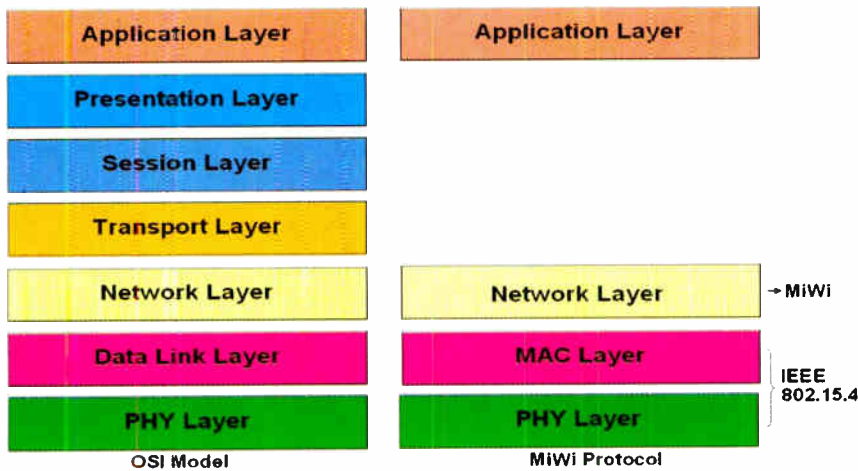 Application Layer
Application Layer
Presentation Layer
Session Layer
Transport Layer
Network Layer
Network Layer
→ MiWi
Data Link Layer
MAC Layer
IEEE
802.15.4
PHY Layer
PHY Layer
OSI Model
MiWi Protocol